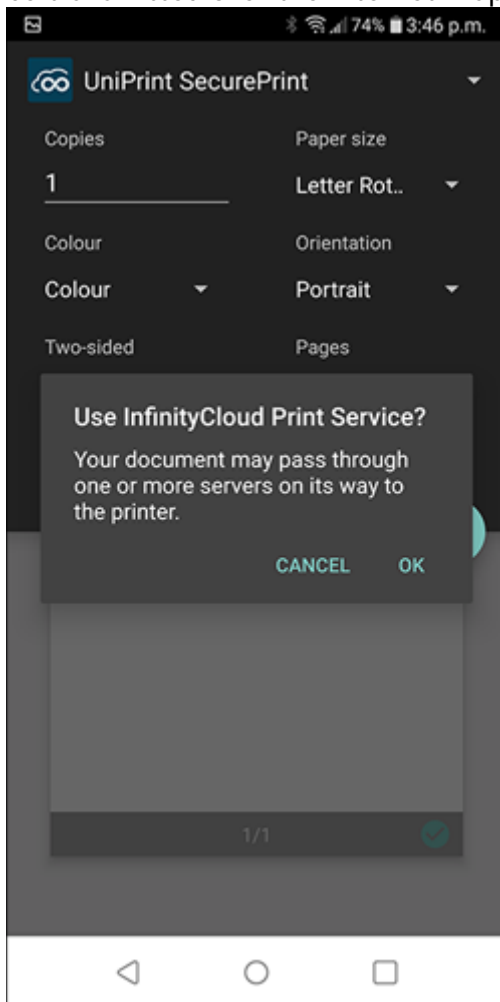 74% 3:46 p.m.
UniPrint SecurePrint
Copies
Paper size
1
Letter Rot..
Colour
Orientation
Colour
Portrait
Two-sided
Pages
Use InfinityCloud Print Service?
Your document may pass through
one or more servers on its way to
the printer.
CANCEL OK
1/1